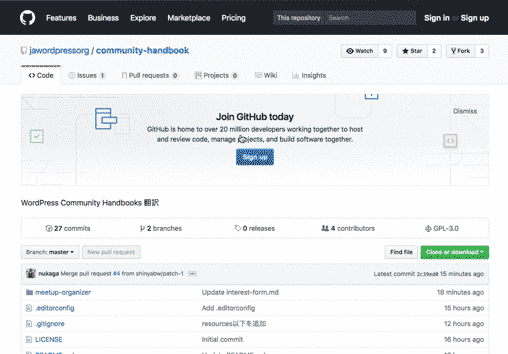 Features Business Explore Marketplace Pricing This repository Search Sign in or Sign up
jawordpressorg / community-handbook Watch 9 Star 2 Fork 3
Code Issues 1 Pull requests 0 Projects 0 Wiki Insights
Join GitHub today
Dismiss
GitHub is home to over 20 million developers working together to host
and review code, manage projects, and build software together.
Sign up
WordPress Community Handbooks 翻訳
27 commits 2 branches 0 releases 4 contributors GPL-3.0
Branch: master New pull request Find file Clone or download
nukaga Merge pull request #4 from shinyabw/patch-1 Latest commit 2c39ed0 15 minutes ago
meetup-organizer Update interest-form.md 18 minutes ago
.editorconfig Add .editorconfig 15 hours ago
.gitignore resources以下を追加 12 hours ago
LICENSE Initial commit 16 hours ago